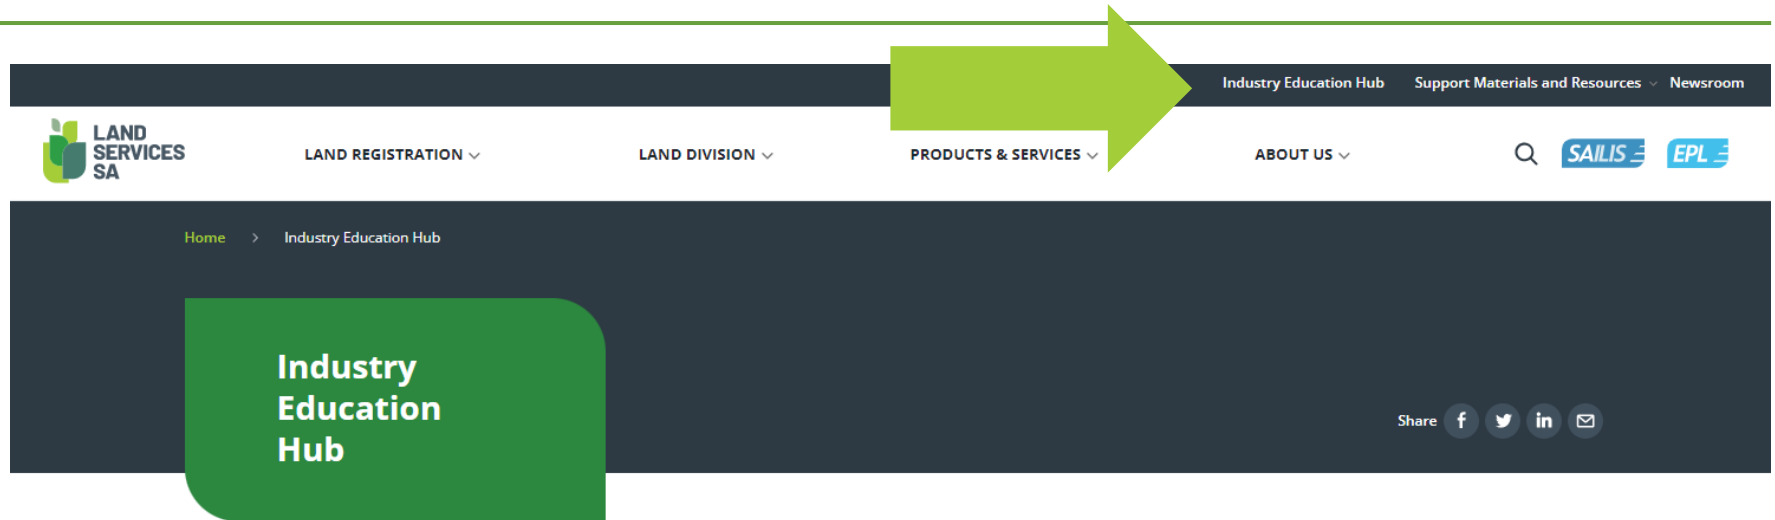 Industry Education Hub Support Materials and Resources Newsroom
LAND
SERVICES
SA
LAND REGISTRATION LAND DIVISION PRODUCTS & SERVICES ABOUT US SAILIS EPL
Home > Industry Education Hub
Industry
Education
Hub
Share